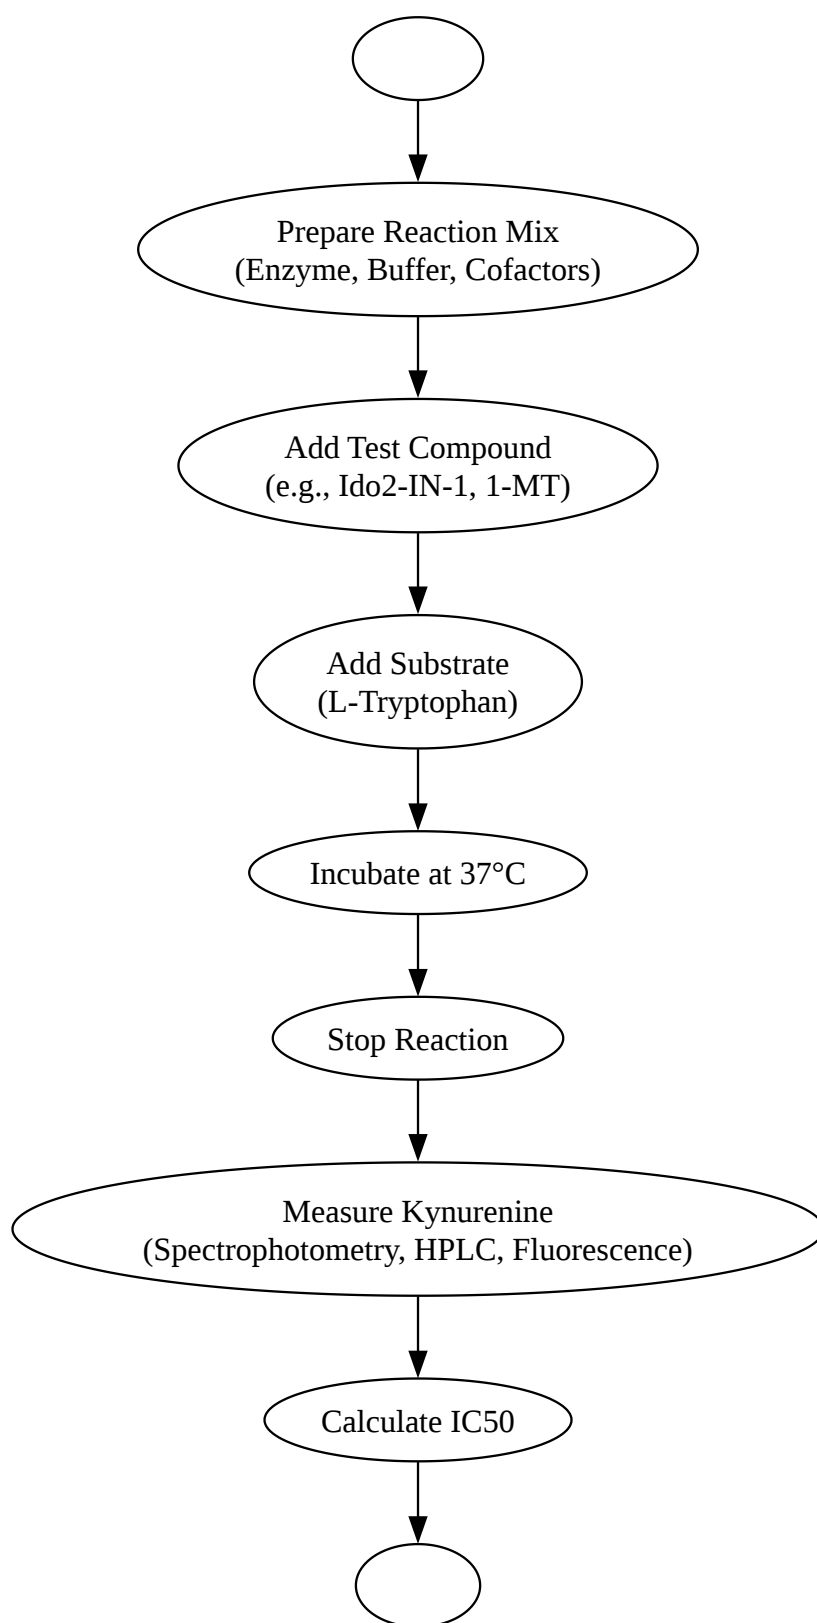 Prepare Reaction Mix
(Enzyme, Buffer, Cofactors)
Add Test Compound
(e.g., Ido2-IN-1, 1-MT)
Add Substrate
(L-Tryptophan)
Incubate at 37°C
Stop Reaction
Measure Kynurenine
(Spectrophotometry, HPLC, Fluorescence)
Calculate IC50